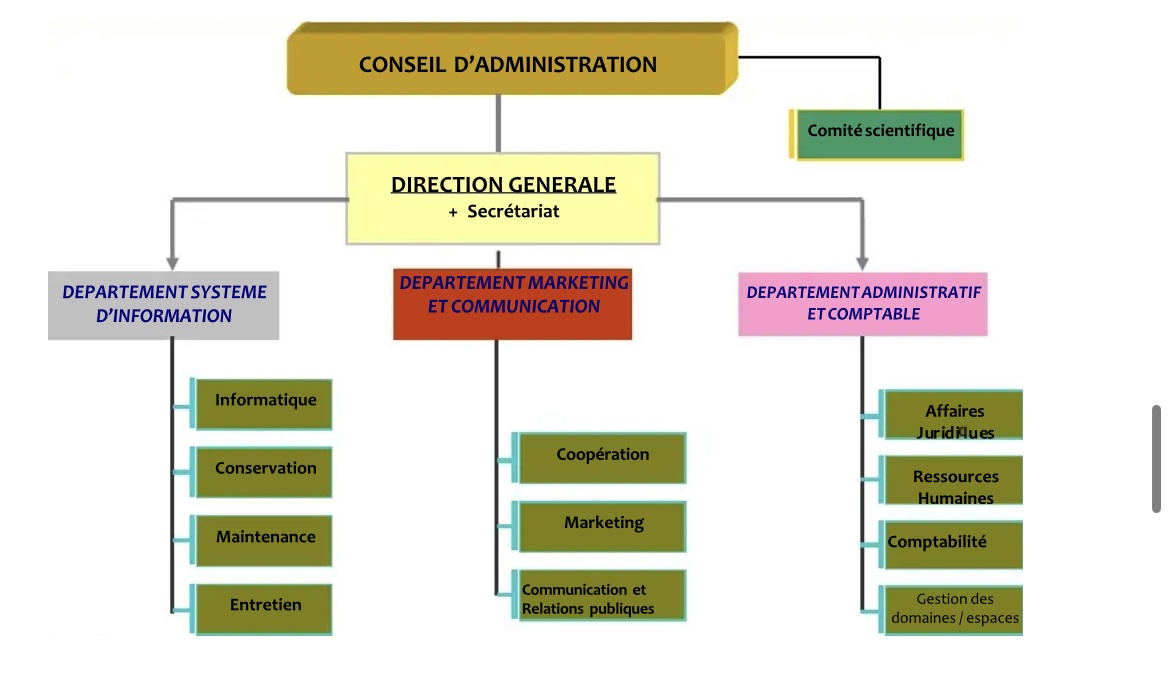 CONSEIL D’ADMINISTRATION
Comité scientifique
DIRECTION GENERALE
+ Secrétariat
DEPARTEMENT SYSTEME
D’INFORMATION
DEPARTEMENT MARKETING
ET COMMUNICATION
DEPARTEMENT ADMINISTRATIF
ET COMPTABLE
Informatique
Conservation
Maintenance
Entretien
Coopération
Marketing
Communication et
Relations publiques
Affaires
Juridiques
Ressources
Humaines
Comptabilité
Gestion des
domaines / espaces